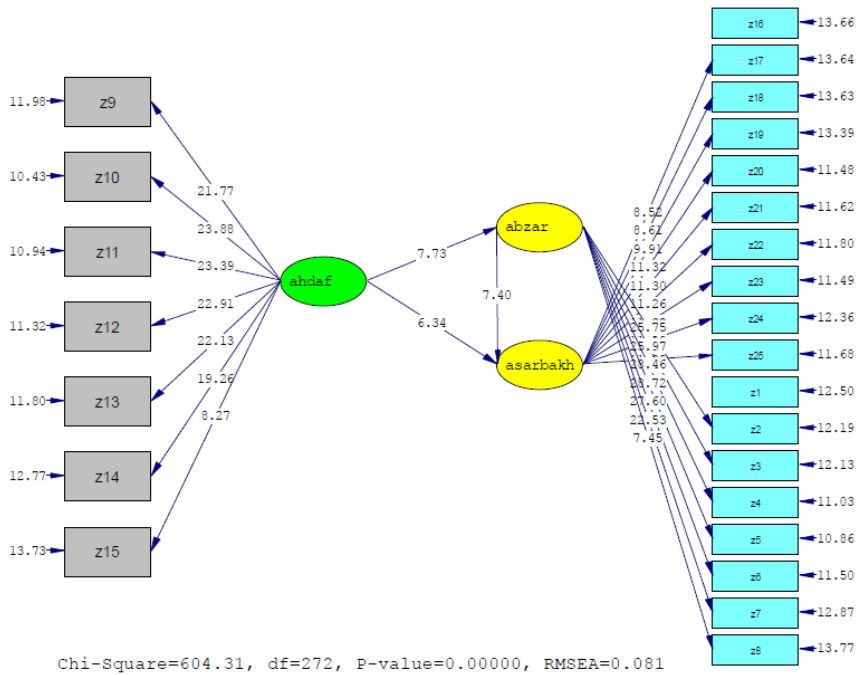 z9
z10
z11
z12
z13
z14
z15
11.98
10.43
10.94
11.32
11.80
12.77
13.73
21.77
23.88
23.39
22.91
22.13
19.26
8.27
ahdaf
7.73
6.34
abzar
7.40
asarbakh
8.52
8.61
9.91
11.32
11.30
11.26
28.72
27.60
22.53
7.45
z16 13.66
z17 13.64
z18 13.63
z19 13.39
z20 11.48
z21 11.62
z22 11.80
z23 11.49
z24 12.36
z25 11.68
z1 12.50
z2 12.19
z3 12.13
z4 11.03
z5 10.86
z6 11.50
z7 12.87
z8 13.77
Chi-Square=604.31, df=272, P-value=0.00000, RMSEA=0.081